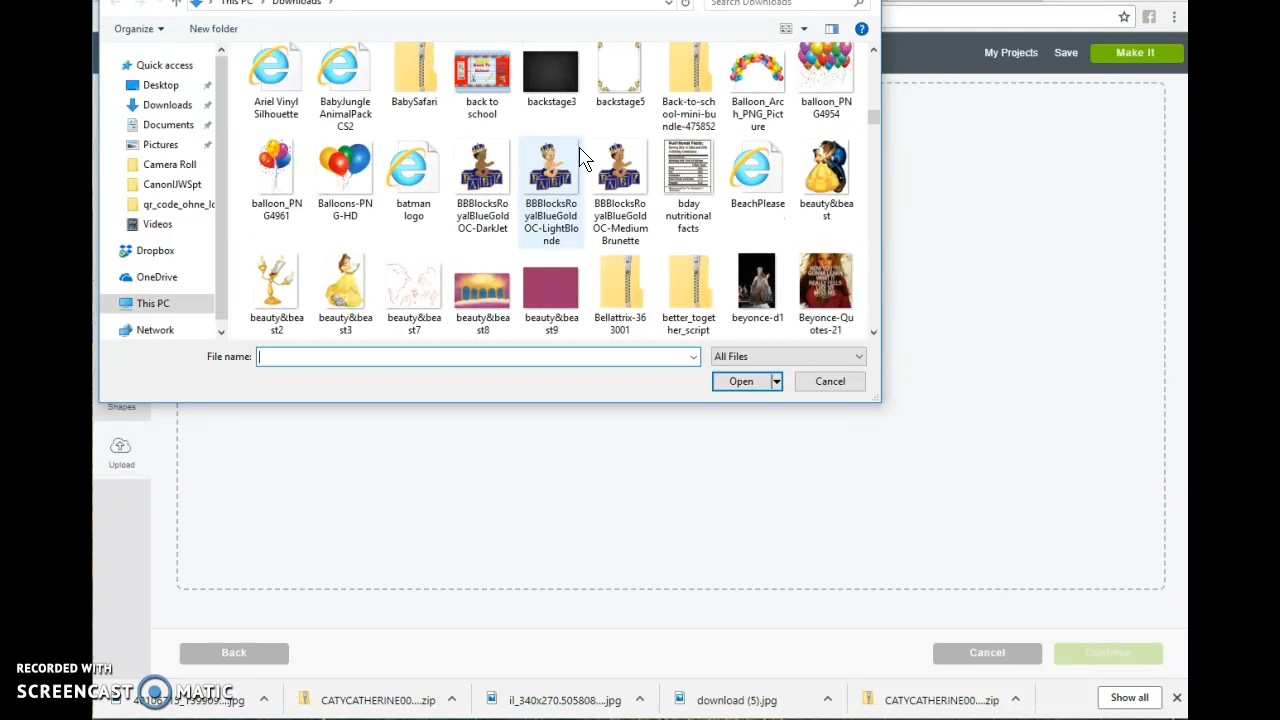 This PC > Downloads >
Search Downloads
Organize
New folder
My Projects Save Make It
Quick access
Desktop
Downloads
Documents
Pictures
Camera Roll
CanonIJWSpt
qr_code_ohne_lo
Videos
Dropbox
OneDrive
This PC
Network
Ariel Vinyl Silhouette
BabyJungle AnimalPack CS2
BabySafari
back to school
backstage3
backstage5
Back-to-sch ool-mini-bu ndle-475852
Balloon_Arc h_PNG_Pict ure
balloon_PN G4954
balloon_PN G4961
Balloons-PN G-HD
batman logo
BBBlocksRo yalBlueGold OC-DarkJet
BBBlocksRo yalBlueGold OC-LightBlo nde
BBBlocksRo yalBlueGold OC-Medium Brunette
bday nutritional facts
BeachPlease
beauty&bea st
beauty&bea st2
beauty&bea st3
beauty&bea st7
beauty&bea st8
beauty&bea st9
Bellattrix-36 3001
better_toget her_script
beyonce-d1
Beyonce-Qu otes-21
File name:
All Files
Open
Cancel
Shapes
Upload
Back
Cancel
Continue
RECORDED WITH
SCREENCAST MATIC
CATYCATHERINE00....zip
il_340x270.505808....jpg
download (5).jpg
CATYCATHERINE00....zip
Show all